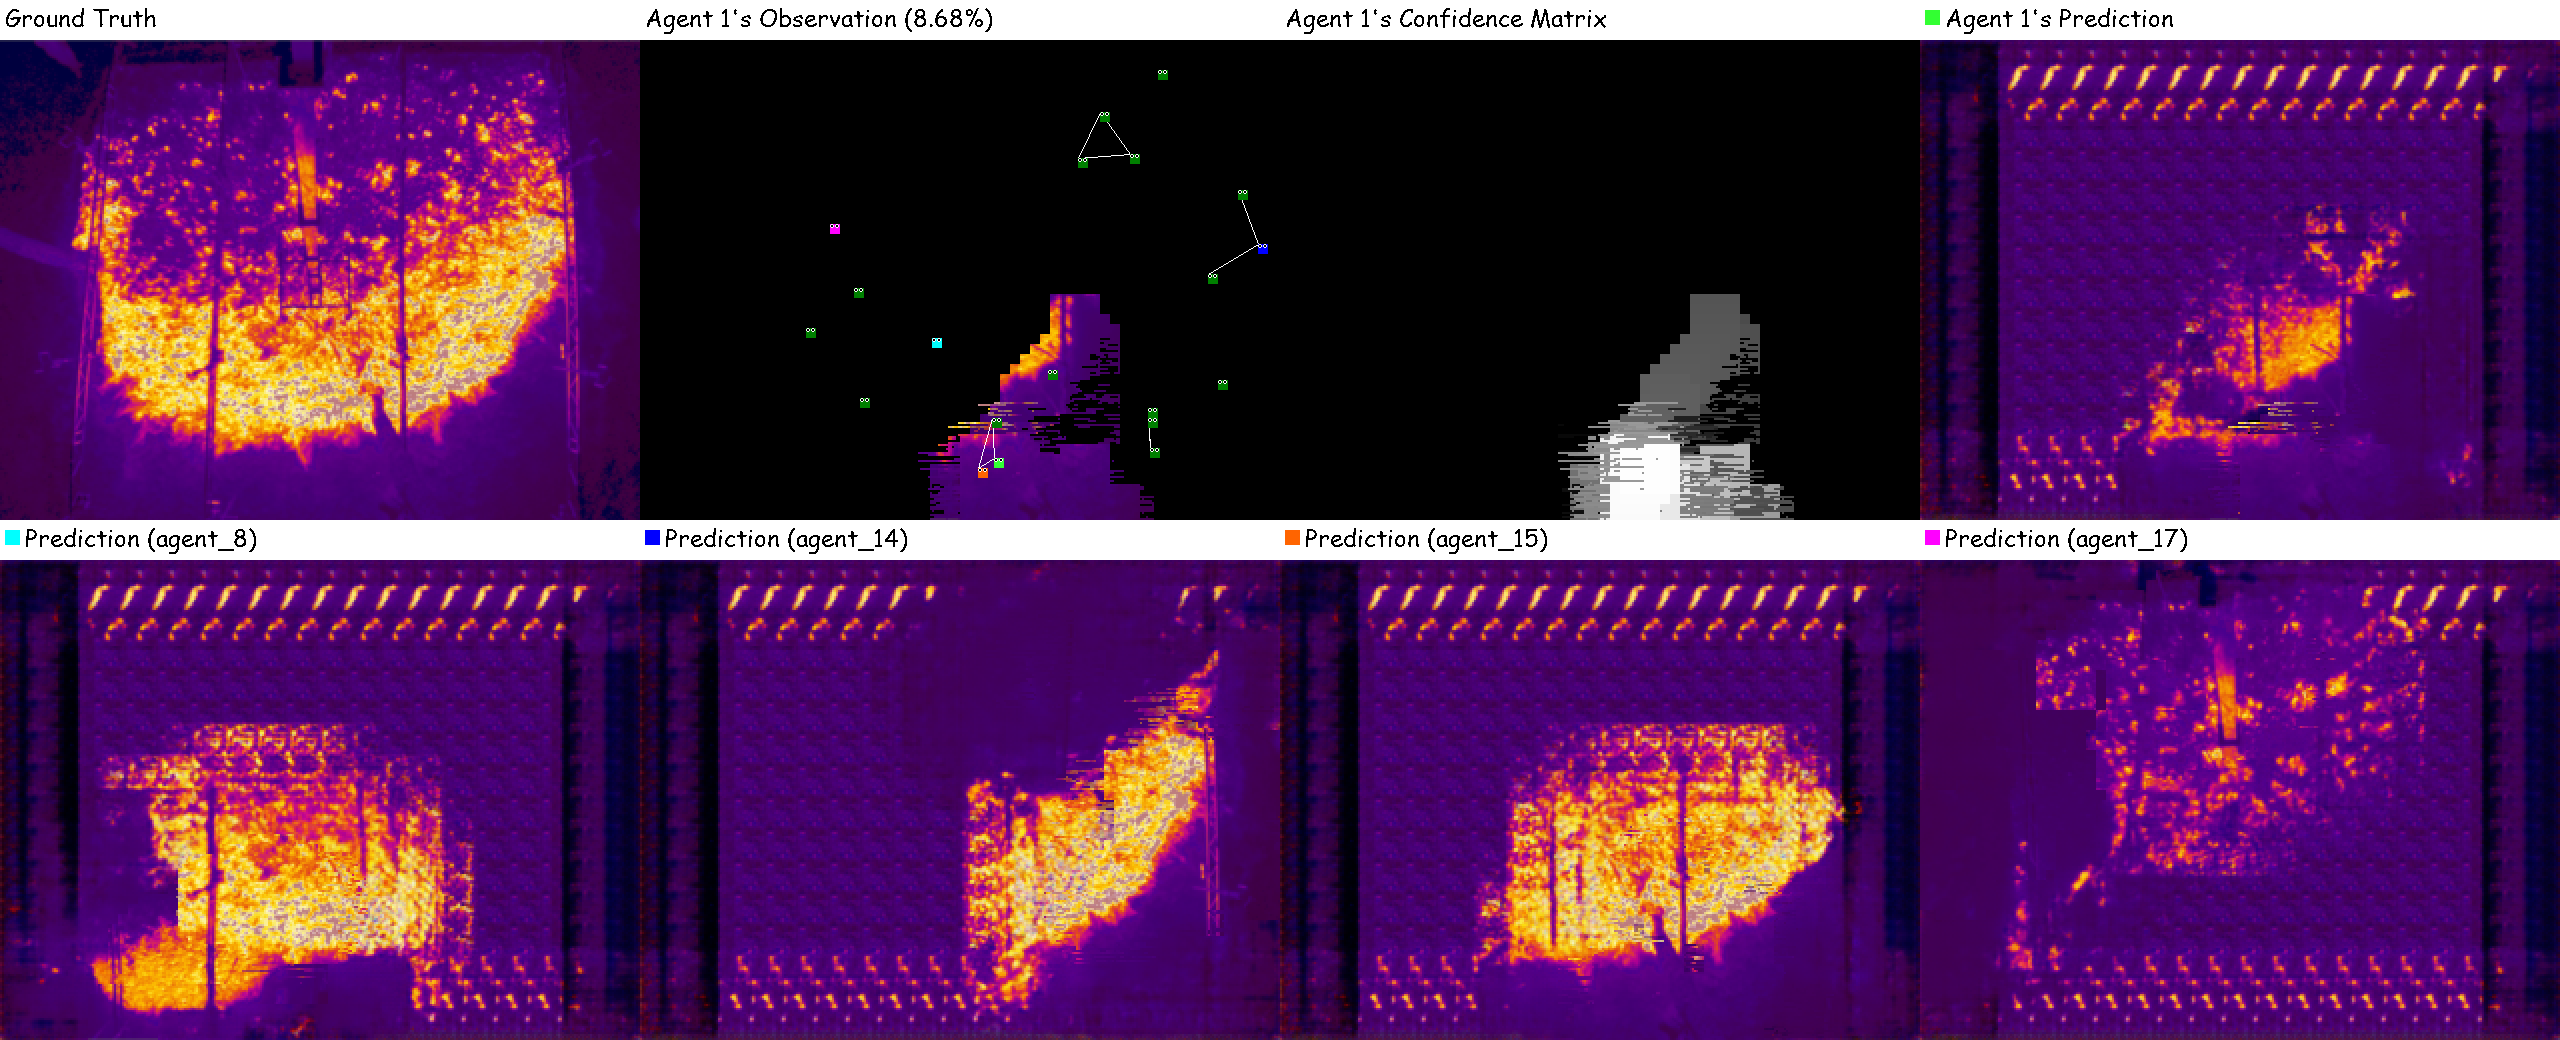 Ground Truth
Agent 1's Observation (8.68%)
Agent 1's Confidence Matrix
Agent 1's Prediction
Prediction (agent_8)
Prediction (agent_14)
Prediction (agent_15)
Prediction (agent_17)